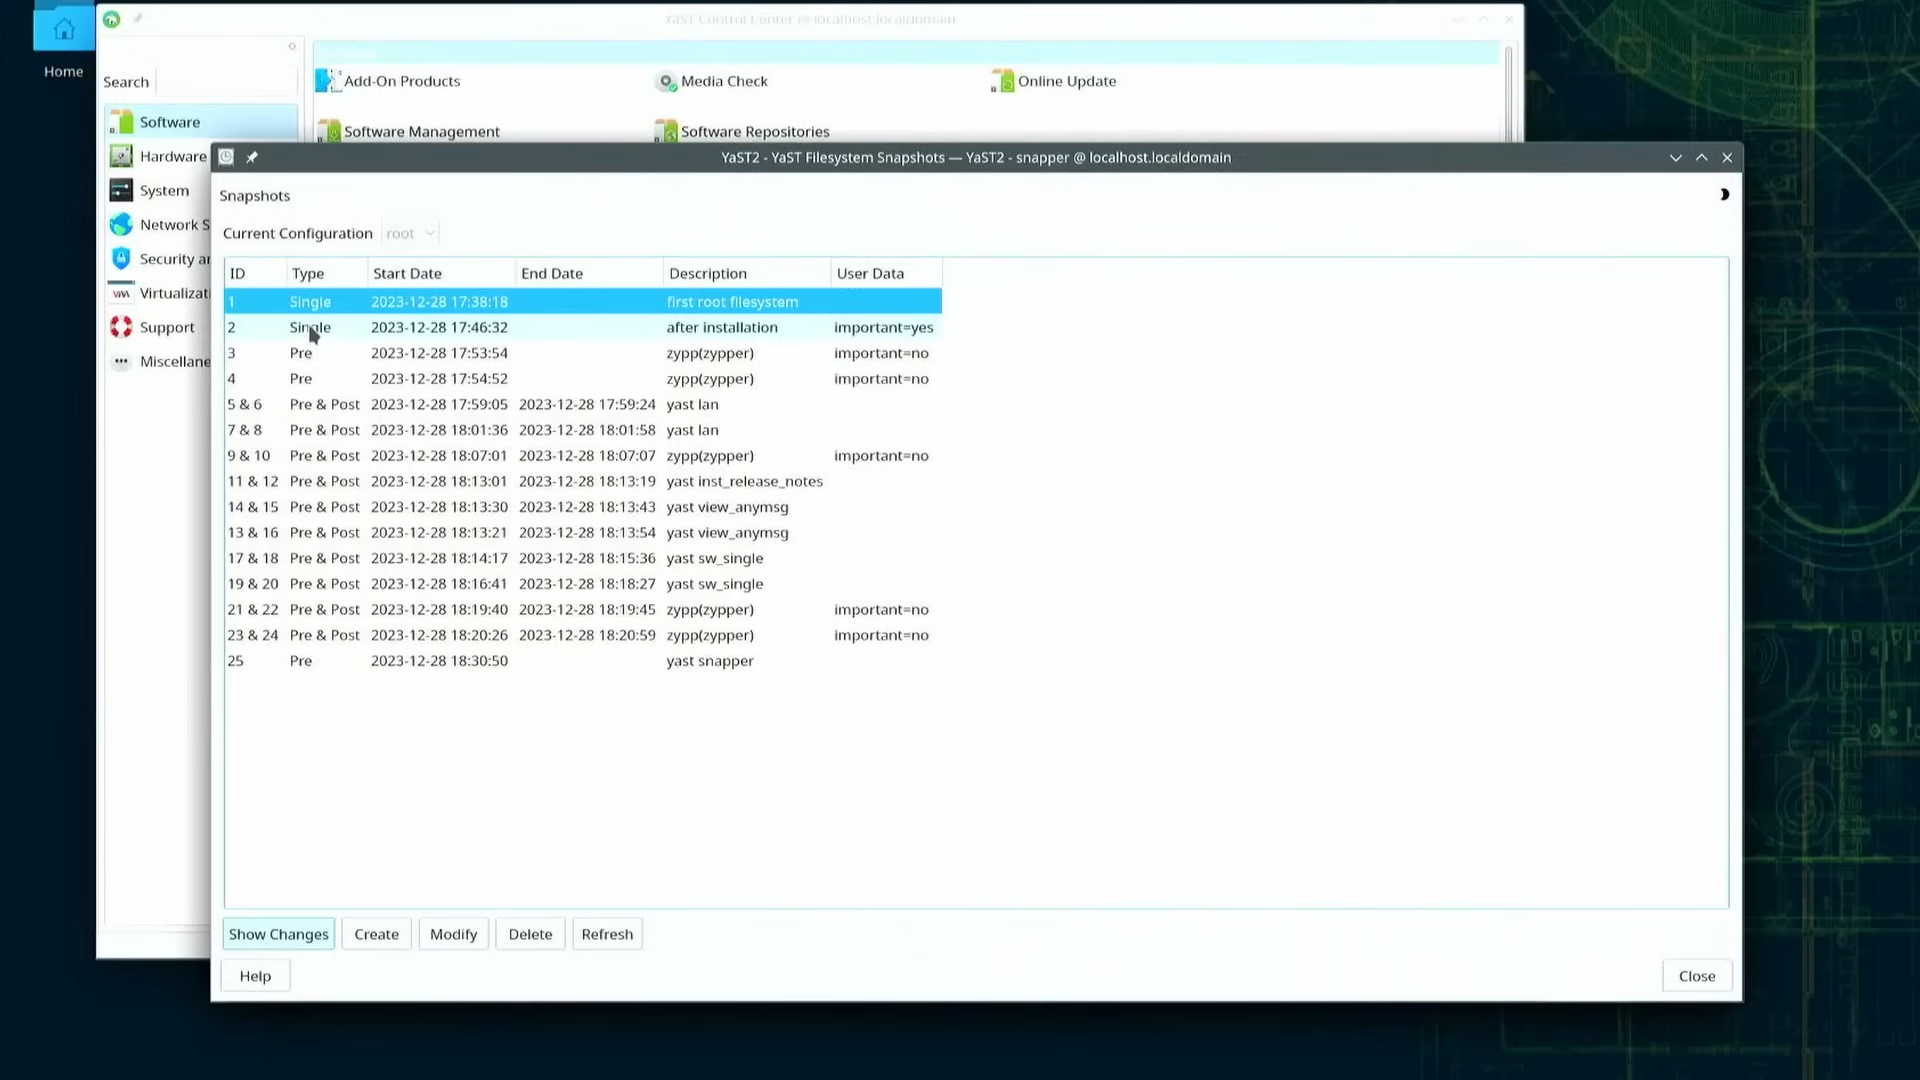 YaST Control Center @ localhost.localdomain
Home
Search
Add-On Products
Media Check
Online Update
Software
Software Management
Software Repositories
Hardware
YaST2 - YaST Filesystem Snapshots — YaST2 - snapper @ localhost.localdomain
System
Network S
Security ar
Virtualizat
Support
Miscellane
Snapshots
Current Configuration root
ID Type Start Date End Date Description User Data
1 Single 2023-12-28 17:38:18 first root filesystem
2 Single 2023-12-28 17:46:32 after installation important=yes
3 Pre 2023-12-28 17:53:54 zypp(zypper) important=no
4 Pre 2023-12-28 17:54:52 zypp(zypper) important=no
5 & 6 Pre & Post 2023-12-28 17:59:05 2023-12-28 17:59:24 yast lan
7 & 8 Pre & Post 2023-12-28 18:01:36 2023-12-28 18:01:58 yast lan
9 & 10 Pre & Post 2023-12-28 18:07:01 2023-12-28 18:07:07 zypp(zypper) important=no
11 & 12 Pre & Post 2023-12-28 18:13:01 2023-12-28 18:13:19 yast inst_release_notes
14 & 15 Pre & Post 2023-12-28 18:13:30 2023-12-28 18:13:43 yast view_anymsg
13 & 16 Pre & Post 2023-12-28 18:13:21 2023-12-28 18:13:54 yast view_anymsg
17 & 18 Pre & Post 2023-12-28 18:14:17 2023-12-28 18:15:36 yast sw_single
19 & 20 Pre & Post 2023-12-28 18:16:41 2023-12-28 18:18:27 yast sw_single
21 & 22 Pre & Post 2023-12-28 18:19:40 2023-12-28 18:19:45 zypp(zypper) important=no
23 & 24 Pre & Post 2023-12-28 18:20:26 2023-12-28 18:20:59 zypp(zypper) important=no
25 Pre 2023-12-28 18:30:50 yast snapper
Show Changes Create Modify Delete Refresh
Help Close